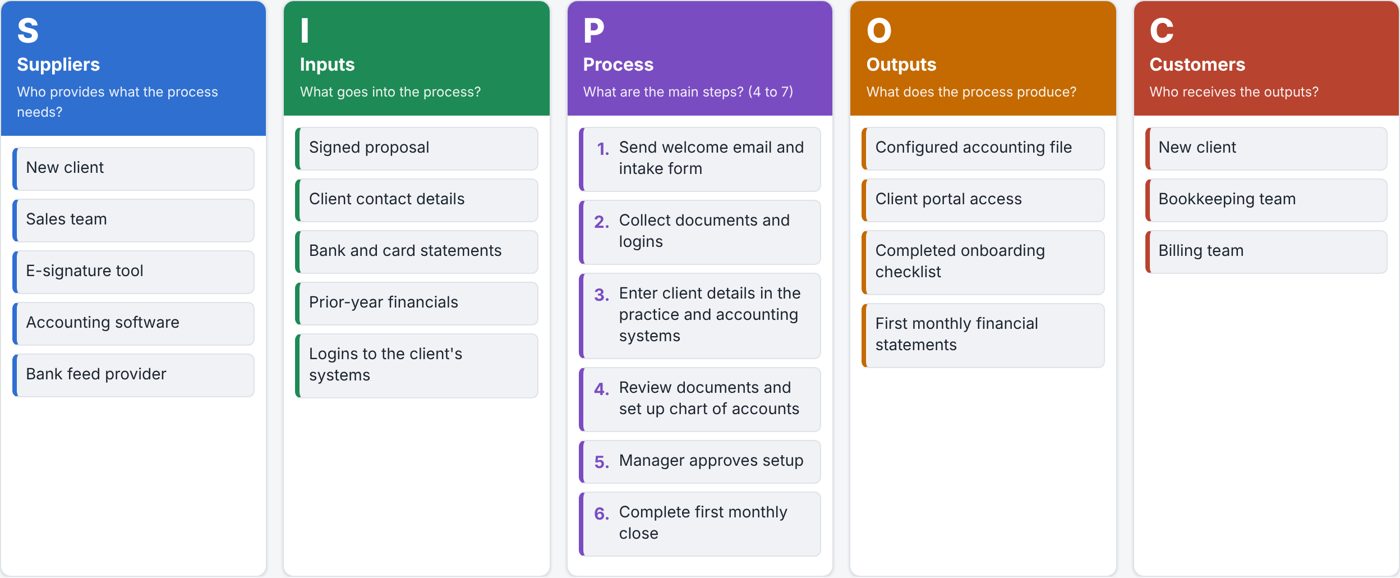 S
Suppliers
Who provides what the process
needs?
New client
Sales team
E-signature tool
Accounting software
Bank feed provider
I
Inputs
What goes into the process?
Signed proposal
Client contact details
Bank and card statements
Prior-year financials
Logins to the client's
systems
P
Process
What are the main steps? (4 to 7)
1. Send welcome email and
intake form
2. Collect documents and
logins
3. Enter client details in the
practice and accounting
systems
4. Review documents and
set up chart of accounts
5. Manager approves setup
6. Complete first monthly
close
O
Outputs
What does the process produce?
Configured accounting file
Client portal access
Completed onboarding
checklist
First monthly financial
statements
C
Customers
Who receives the outputs?
New client
Bookkeeping team
Billing team